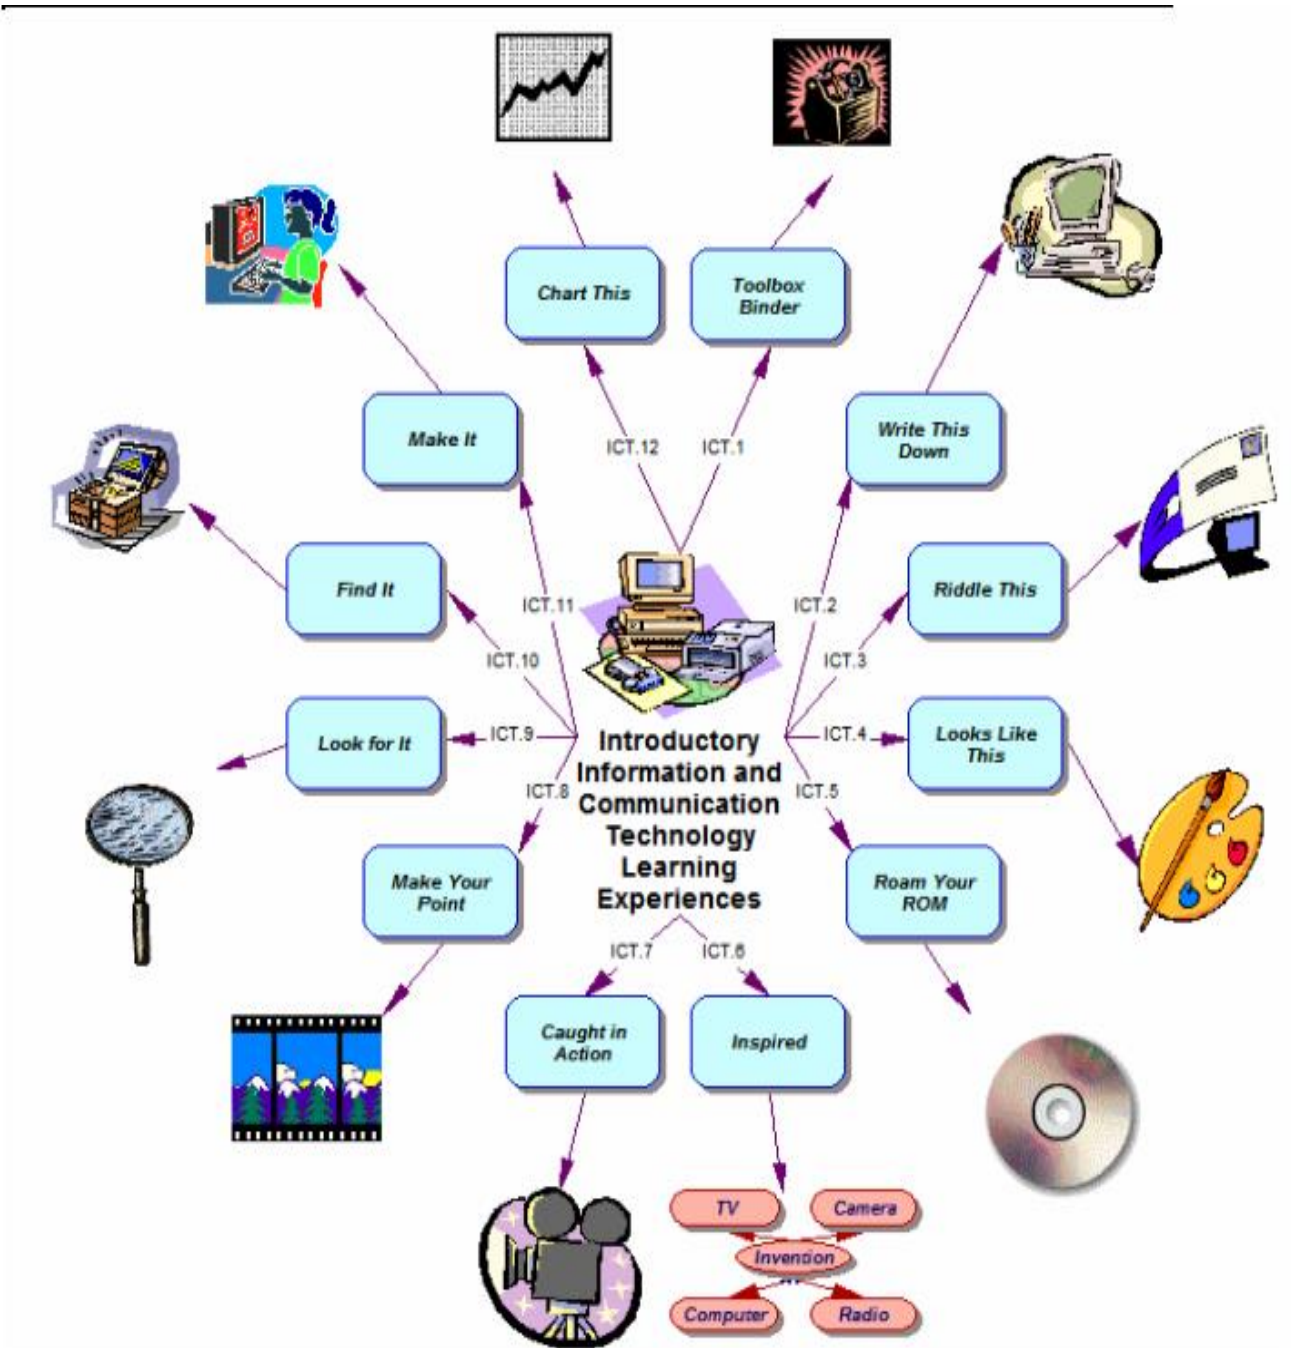 Chart This
Toolbox
Binder
Make It
Write This
Down
ICT.12
ICT.1
Find It
Riddle This
ICT.11
ICT.2
ICT.10
ICT.3
Look for It
ICT.9
ICT.4
Looks Like
This
Introductory
Information and
Communication
Technology
Learning
Experiences
ICT.8
ICT.5
Make Your
Point
Roam Your
ROM
ICT.7
ICT.6
Caught in
Action
Inspired
TV
Camera
Invention
Computer
Radio